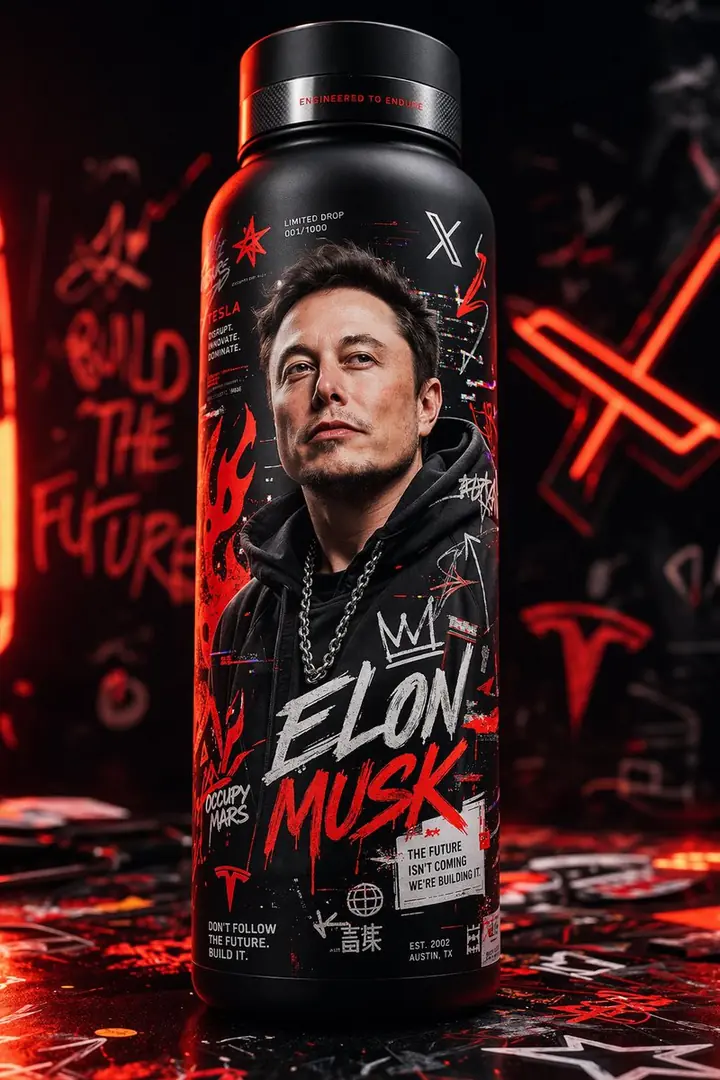 ENGINEERED TO ENDURE
LIMITED DROP
001/1000
X
TESLA
DISRUPT.
INNOVATE.
DOMINATE.
BUILD
THE
FUTURE
ELON
MUSK
OCCUPY
MARS
THE FUTURE
ISN'T COMING
WE'RE BUILDING IT.
DON'T FOLLOW
THE FUTURE.
BUILD IT.
EST. 2002
AUSTIN, TX